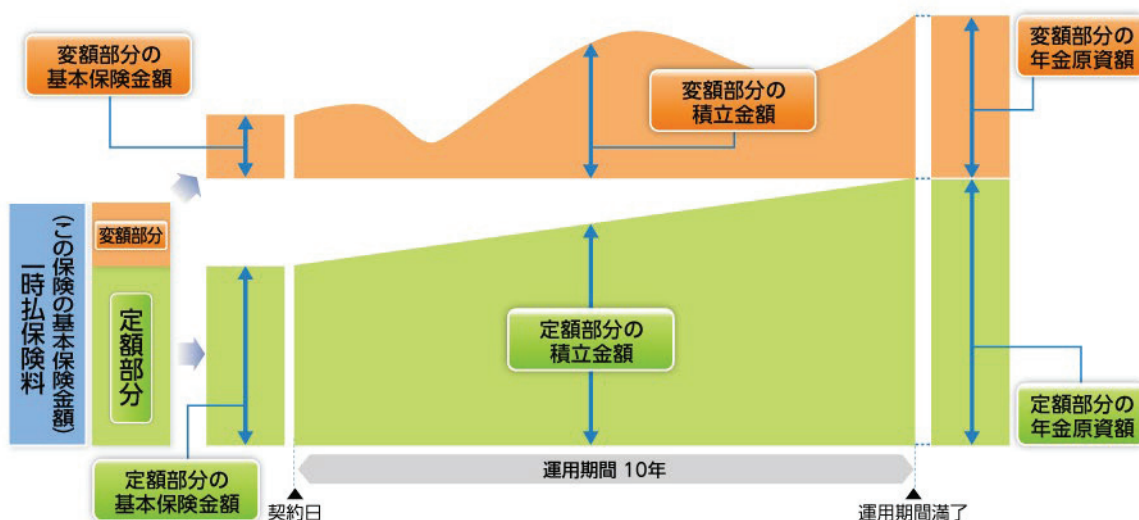 変額部分の
基本保険金額
変額部分の
積立金額
変額部分の
年金原資額
一時払保険料
(この保険の基本保険金額)
変額部分
定額部分
定額部分の
積立金額
定額部分の
年金原資額
定額部分の
基本保険金額
運用期間 10年
契約日
運用期間満了